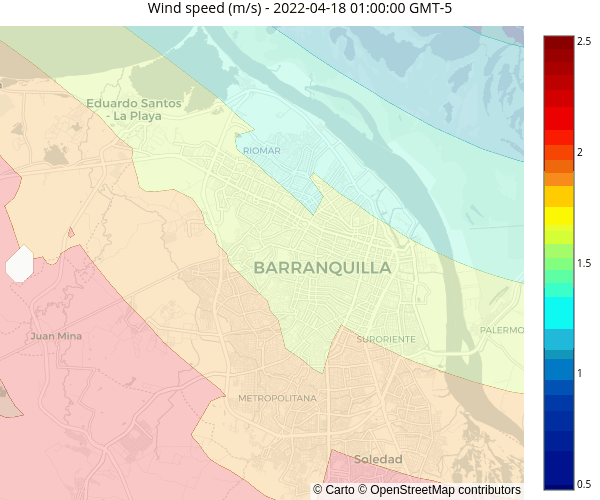 Wind speed (m/s) - 2022-04-18 01:00:00 GMT-5
2.5
Eduardo Santos
- La Playa
RIOMAR
2
BARRANQUILLA
1.5
Juan Mina
SURORIENTE
PALERMO
1
METROPOLITANA
Soledad
0.5
© Carto © OpenStreetMap contributors